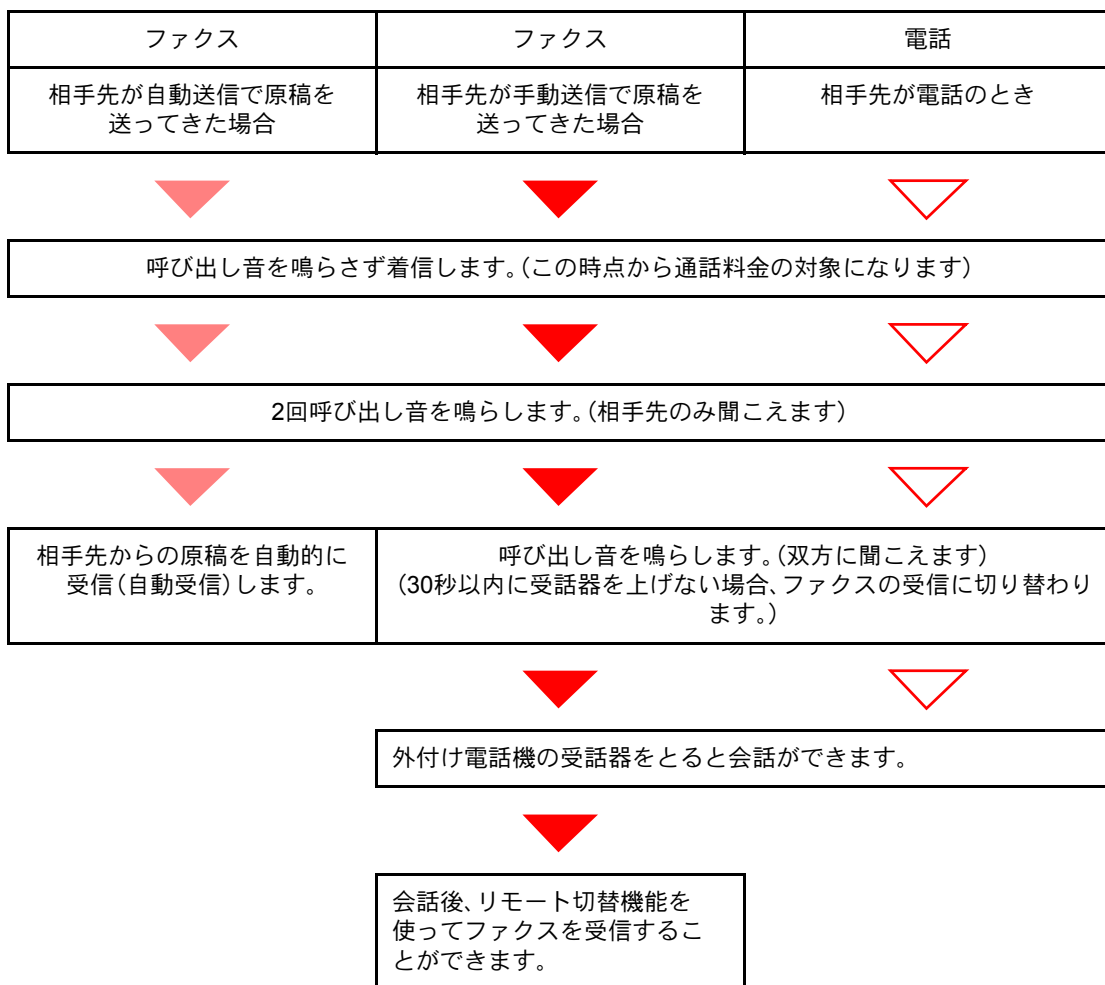 ファクス
ファクス
電話
相手先が自動送信で原稿を
送ってきた場合
相手先が手動送信で原稿を
送ってきた場合
相手先が電話のとき
呼び出し音を鳴らさず着信します。(この時点から通話料金の対象になります)
2回呼び出し音を鳴らします。(相手先のみ聞こえます)
相手先からの原稿を自動的に
受信(自動受信)します。
呼び出し音を鳴らします。(双方に聞こえます)
(30秒以内に受話器を上げない場合、ファクスの受信に切り替わり
ます。)
外付け電話機の受話器をとると会話ができます。
会話後、リモート切替機能を
使ってファクスを受信するこ
とができます。